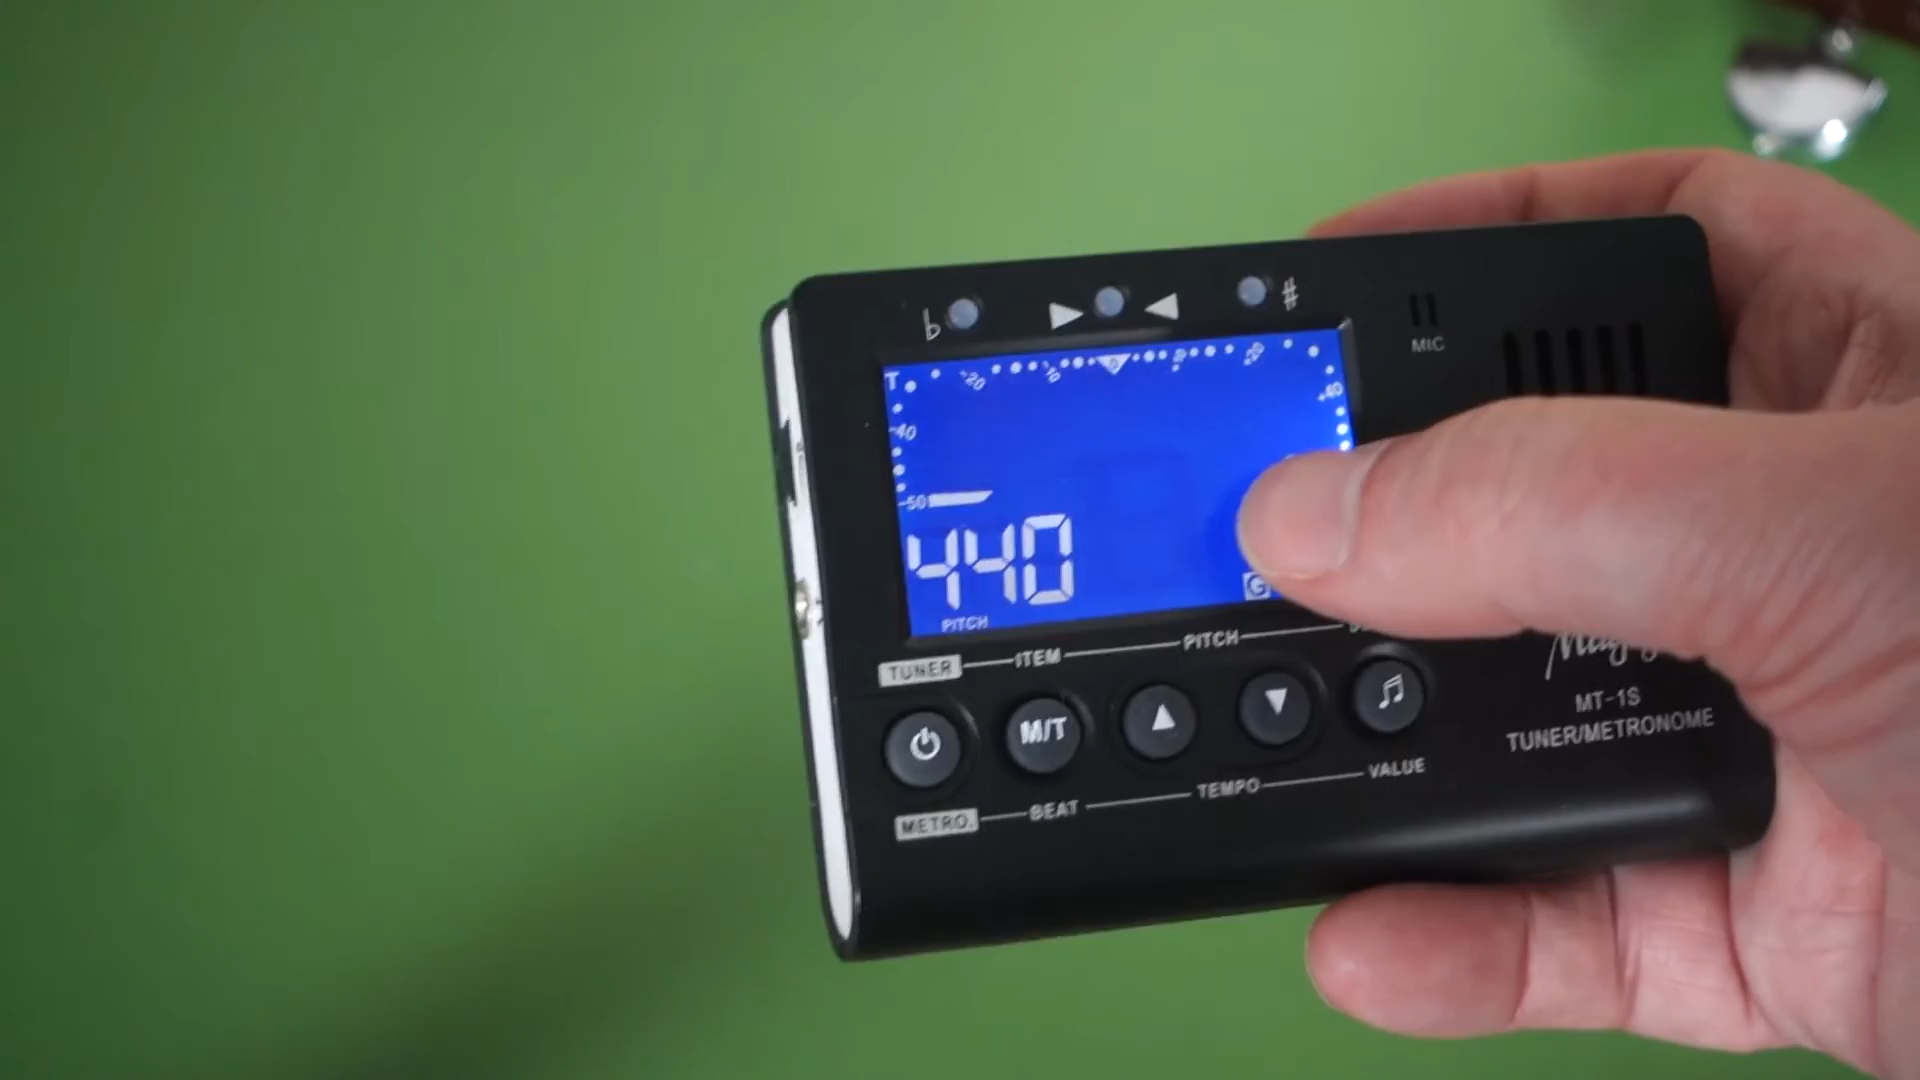 ♭ ▶ ◀ ♯
MIC
T -20 -10 0 +20
-40 +40
-50
440
G
PITCH
TUNER ITEM PITCH
M/T
MT-1S
TUNER/METRONOME
METRO. BEAT TEMPO VALUE